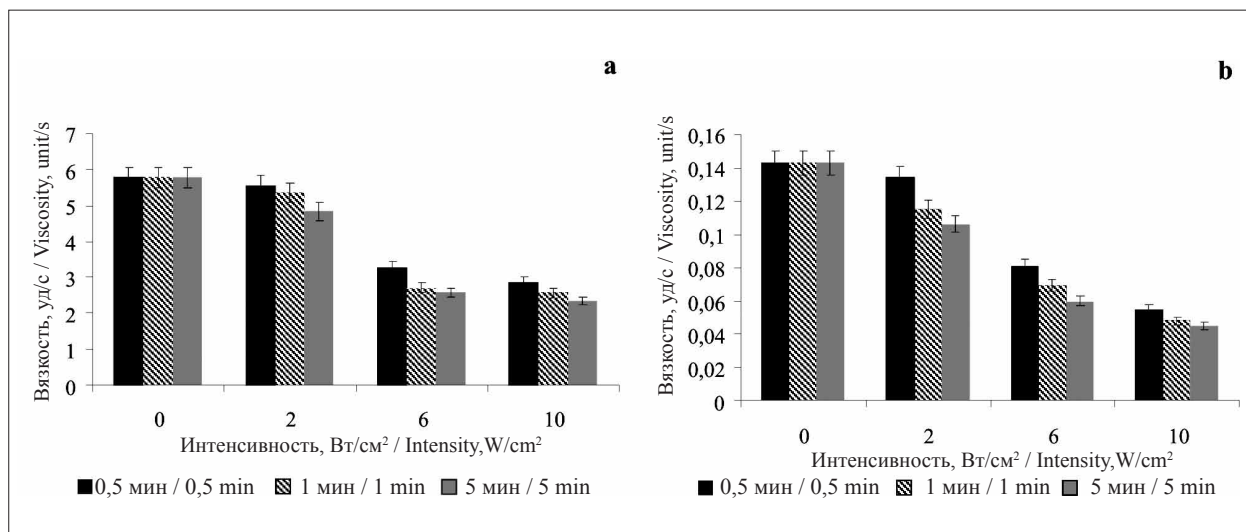 a
Вязкость, уд/с / Viscosity, unit/s
7
6
5
4
3
2
1
0
0 2 6 10
Интенсивность, Вт/см² / Intensity,W/cm²
0,5 мин / 0,5 min 1 мин / 1 min 5 мин / 5 min
b
Вязкость, уд/с / Viscosity, unit/s
0,16
0,14
0,12
0,1
0,08
0,06
0,04
0,02
0
0 2 6 10
Интенсивность, Вт/см² / Intensity,W/cm²
0,5 мин / 0,5 min 1 мин / 1 min 5 мин / 5 min